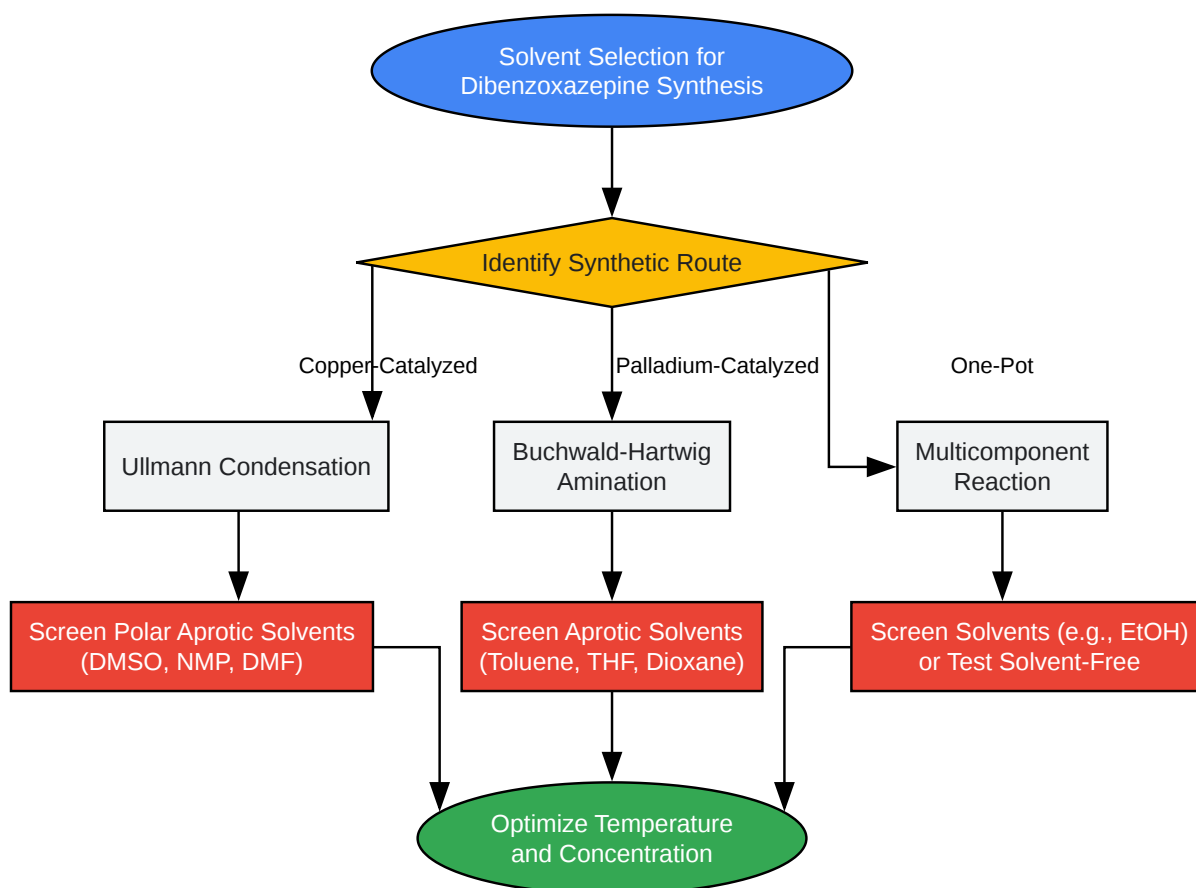 Solvent Selection for
Dibenzoxazepine Synthesis
Identify Synthetic Route
Copper-Catalyzed
Palladium-Catalyzed
One-Pot
Ullmann Condensation
Buchwald-Hartwig
Amination
Multicomponent
Reaction
Screen Polar Aprotic Solvents
(DMSO, NMP, DMF)
Screen Aprotic Solvents
(Toluene, THF, Dioxane)
Screen Solvents (e.g., EtOH)
or Test Solvent-Free
Optimize Temperature
and Concentration